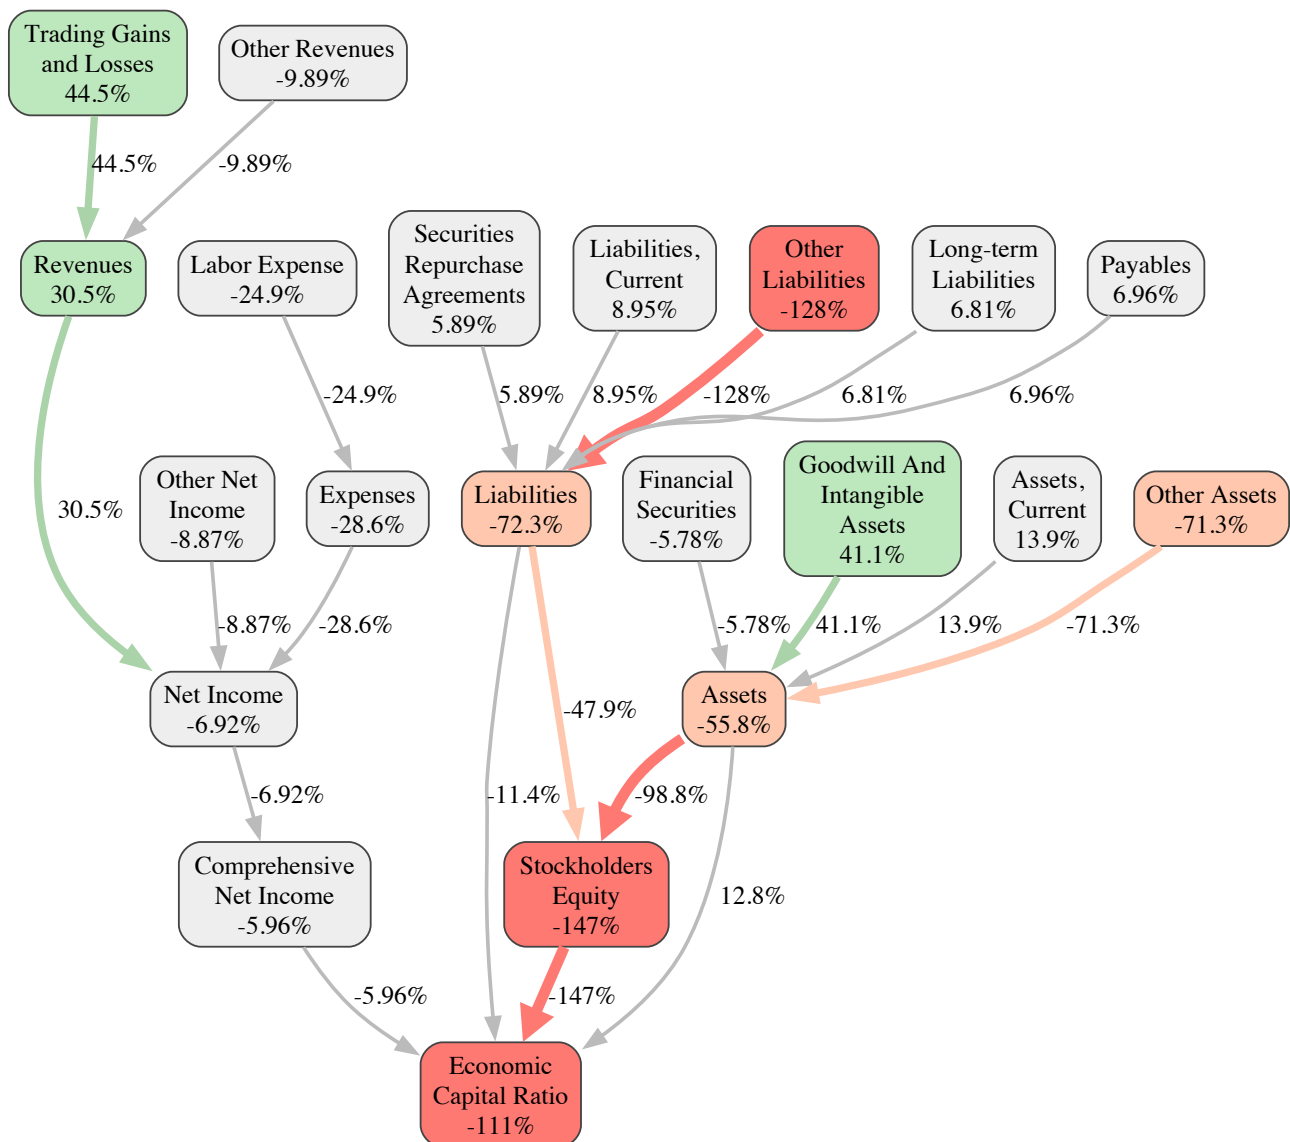 Trading Gains
and Losses
44.5%
Other Revenues
-9.89%
44.5%
-9.89%
Revenues
30.5%
Labor Expense
-24.9%
Securities
Repurchase
Agreements
5.89%
Liabilities,
Current
8.95%
Other
Liabilities
-128%
Long-term
Liabilities
6.81%
Payables
6.96%
-24.9%
5.89%
8.95%
-128%
6.81%
6.96%
Other Net
Income
-8.87%
Expenses
-28.6%
Liabilities
-72.3%
Financial
Securities
-5.78%
Goodwill And
Intangible
Assets
41.1%
Assets,
Current
13.9%
Other Assets
-71.3%
30.5%
-8.87%
-28.6%
-5.78%
41.1%
13.9%
-71.3%
Net Income
-6.92%
-47.9%
Assets
-55.8%
-6.92%
-11.4%
-98.8%
Comprehensive
Net Income
-5.96%
Stockholders
Equity
-147%
12.8%
-5.96%
-147%
Economic
Capital Ratio
-111%